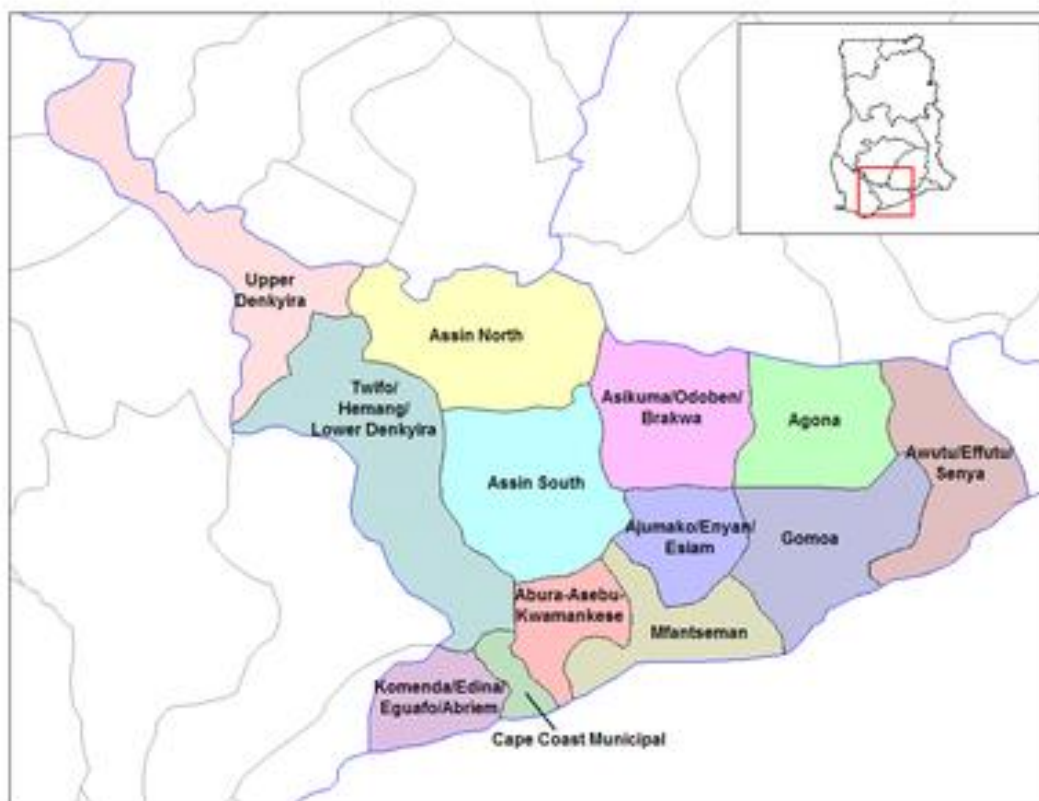 Upper
Denkyira
Assin North
Twifo/
Hemang/
Lower Denkyira
Asikuma/Odoben/
Brakwa
Agona
Awutu/Effutu/
Senya
Assin South
Ajumako/Enyan/
Esiam
Gomoa
Abura-Asebu-
Kwamankese
Mfantseman
Komenda/Edina/
Eguafo/Abriem
Cape Coast Municipal